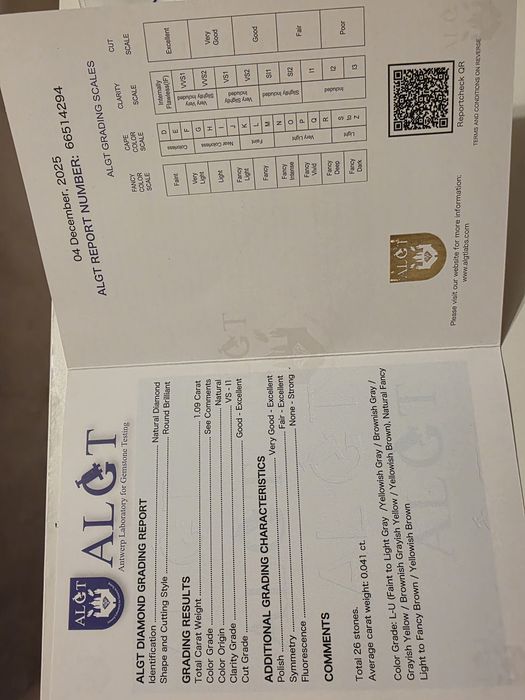 ALGT
ALGT
Antwerp Laboratory for Gemstone Testing
ALGT DIAMOND GRADING REPORT
Identification ........ Natural Diamond
Shape and Cutting Style ........ Round Brilliant
GRADING RESULTS
Total Carat Weight ........ 1.09 Carat
Color Grade ........ See Comments
Color Origin ........ Natural
Clarity Grade ........ VS - I1
Cut Grade ........ Good - Excellent
ADDITIONAL GRADING CHARACTERISTICS
Polish ........ Very Good - Excellent
Symmetry ........ Fair - Excellent
Fluorescence ........ None - Strong
COMMENTS
Total 26 stones.
Average carat weight: 0.041 ct.
Color Grade: L-U (Faint to Light Gray /Yellowish Gray / Brownish Gray /
Grayish Yellow / Brownish Grayish Yellow / Yellowish Brown), Natural Fancy
Light to Fancy Brown / Yellowish Brown
04 December, 2025
ALGT REPORT NUMBER: 66514294
ALGT GRADING SCALES
FANCY COLOR SCALE
Faint
Very Light
Light
Fancy Light
Fancy
Fancy Intense
Fancy Vivid
Fancy Deep
Fancy Dark
CAPE COLOR SCALE
D
E
F
G
H
I
J
K
L
M
N
O
P
Q
R
S to Z
Colorless
Near Colorless
Faint
Very Light
Light
CLARITY SCALE
Internally Flawless(IF)
VVS1
VVS2
VS1
VS2
SI1
SI2
I1
I2
I3
Very Very Slightly Included
Very Slightly Included
Slightly Included
Included
CUT SCALE
Excellent
Very Good
Good
Fair
Poor
ALGT
Please visit our website for more information:
www.algtlabs.com
Reportcheck QR
TERMS AND CONDITIONS ON REVERSE